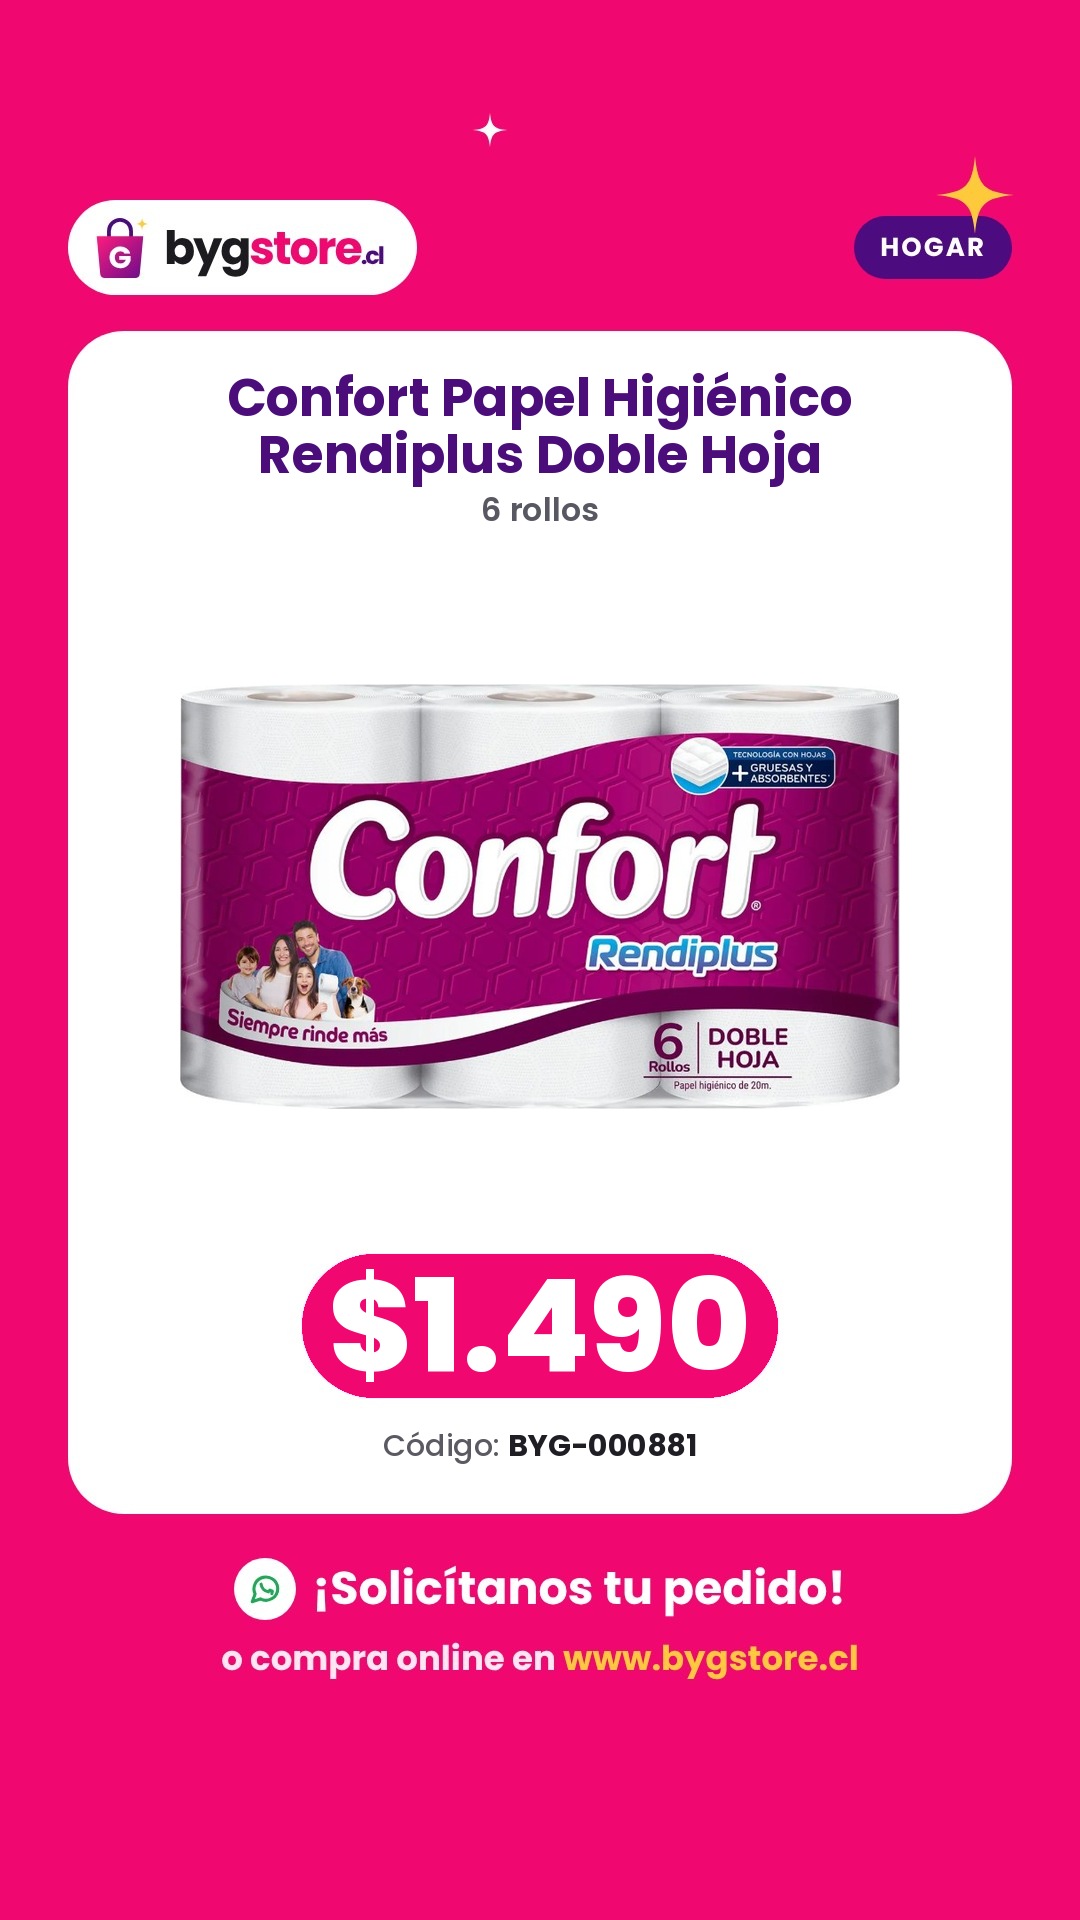 G bygstore.cl
HOGAR
Confort Papel Higiénico
Rendiplus Doble Hoja
6 rollos
TECNOLOGÍA CON HOJAS
+ GRUESAS Y
ABSORBENTES*
Confort®
Rendiplus
Siempre rinde más
6 Rollos
DOBLE
HOJA
Papel higiénico de 20m.
$1.490
Código: BYG-000881
¡Solicítanos tu pedido!
o compra online en www.bygstore.cl